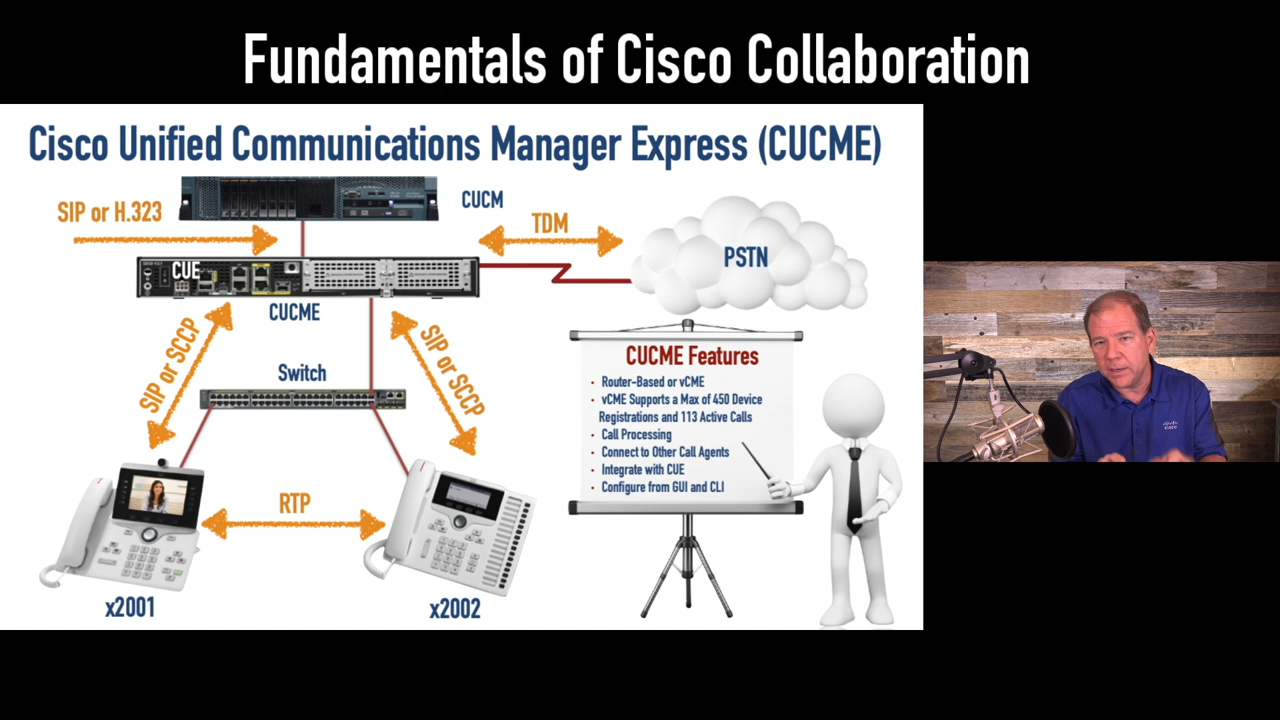 Fundamentals of Cisco Collaboration
Cisco Unified Communications Manager Express (CUCME)
CUCM
SIP or H.323
TDM
PSTN
CUE
CUCME
SIP or SCCP
SIP or SCCP
Switch
RTP
x2001
x2002
CUCME Features
• Router-Based or vCME
• vCME Supports a Max of 450 Device
Registrations and 113 Active Calls
• Call Processing
• Connect to Other Call Agents
• Integrate with CUE
• Configure from GUI and CLI
CISCO